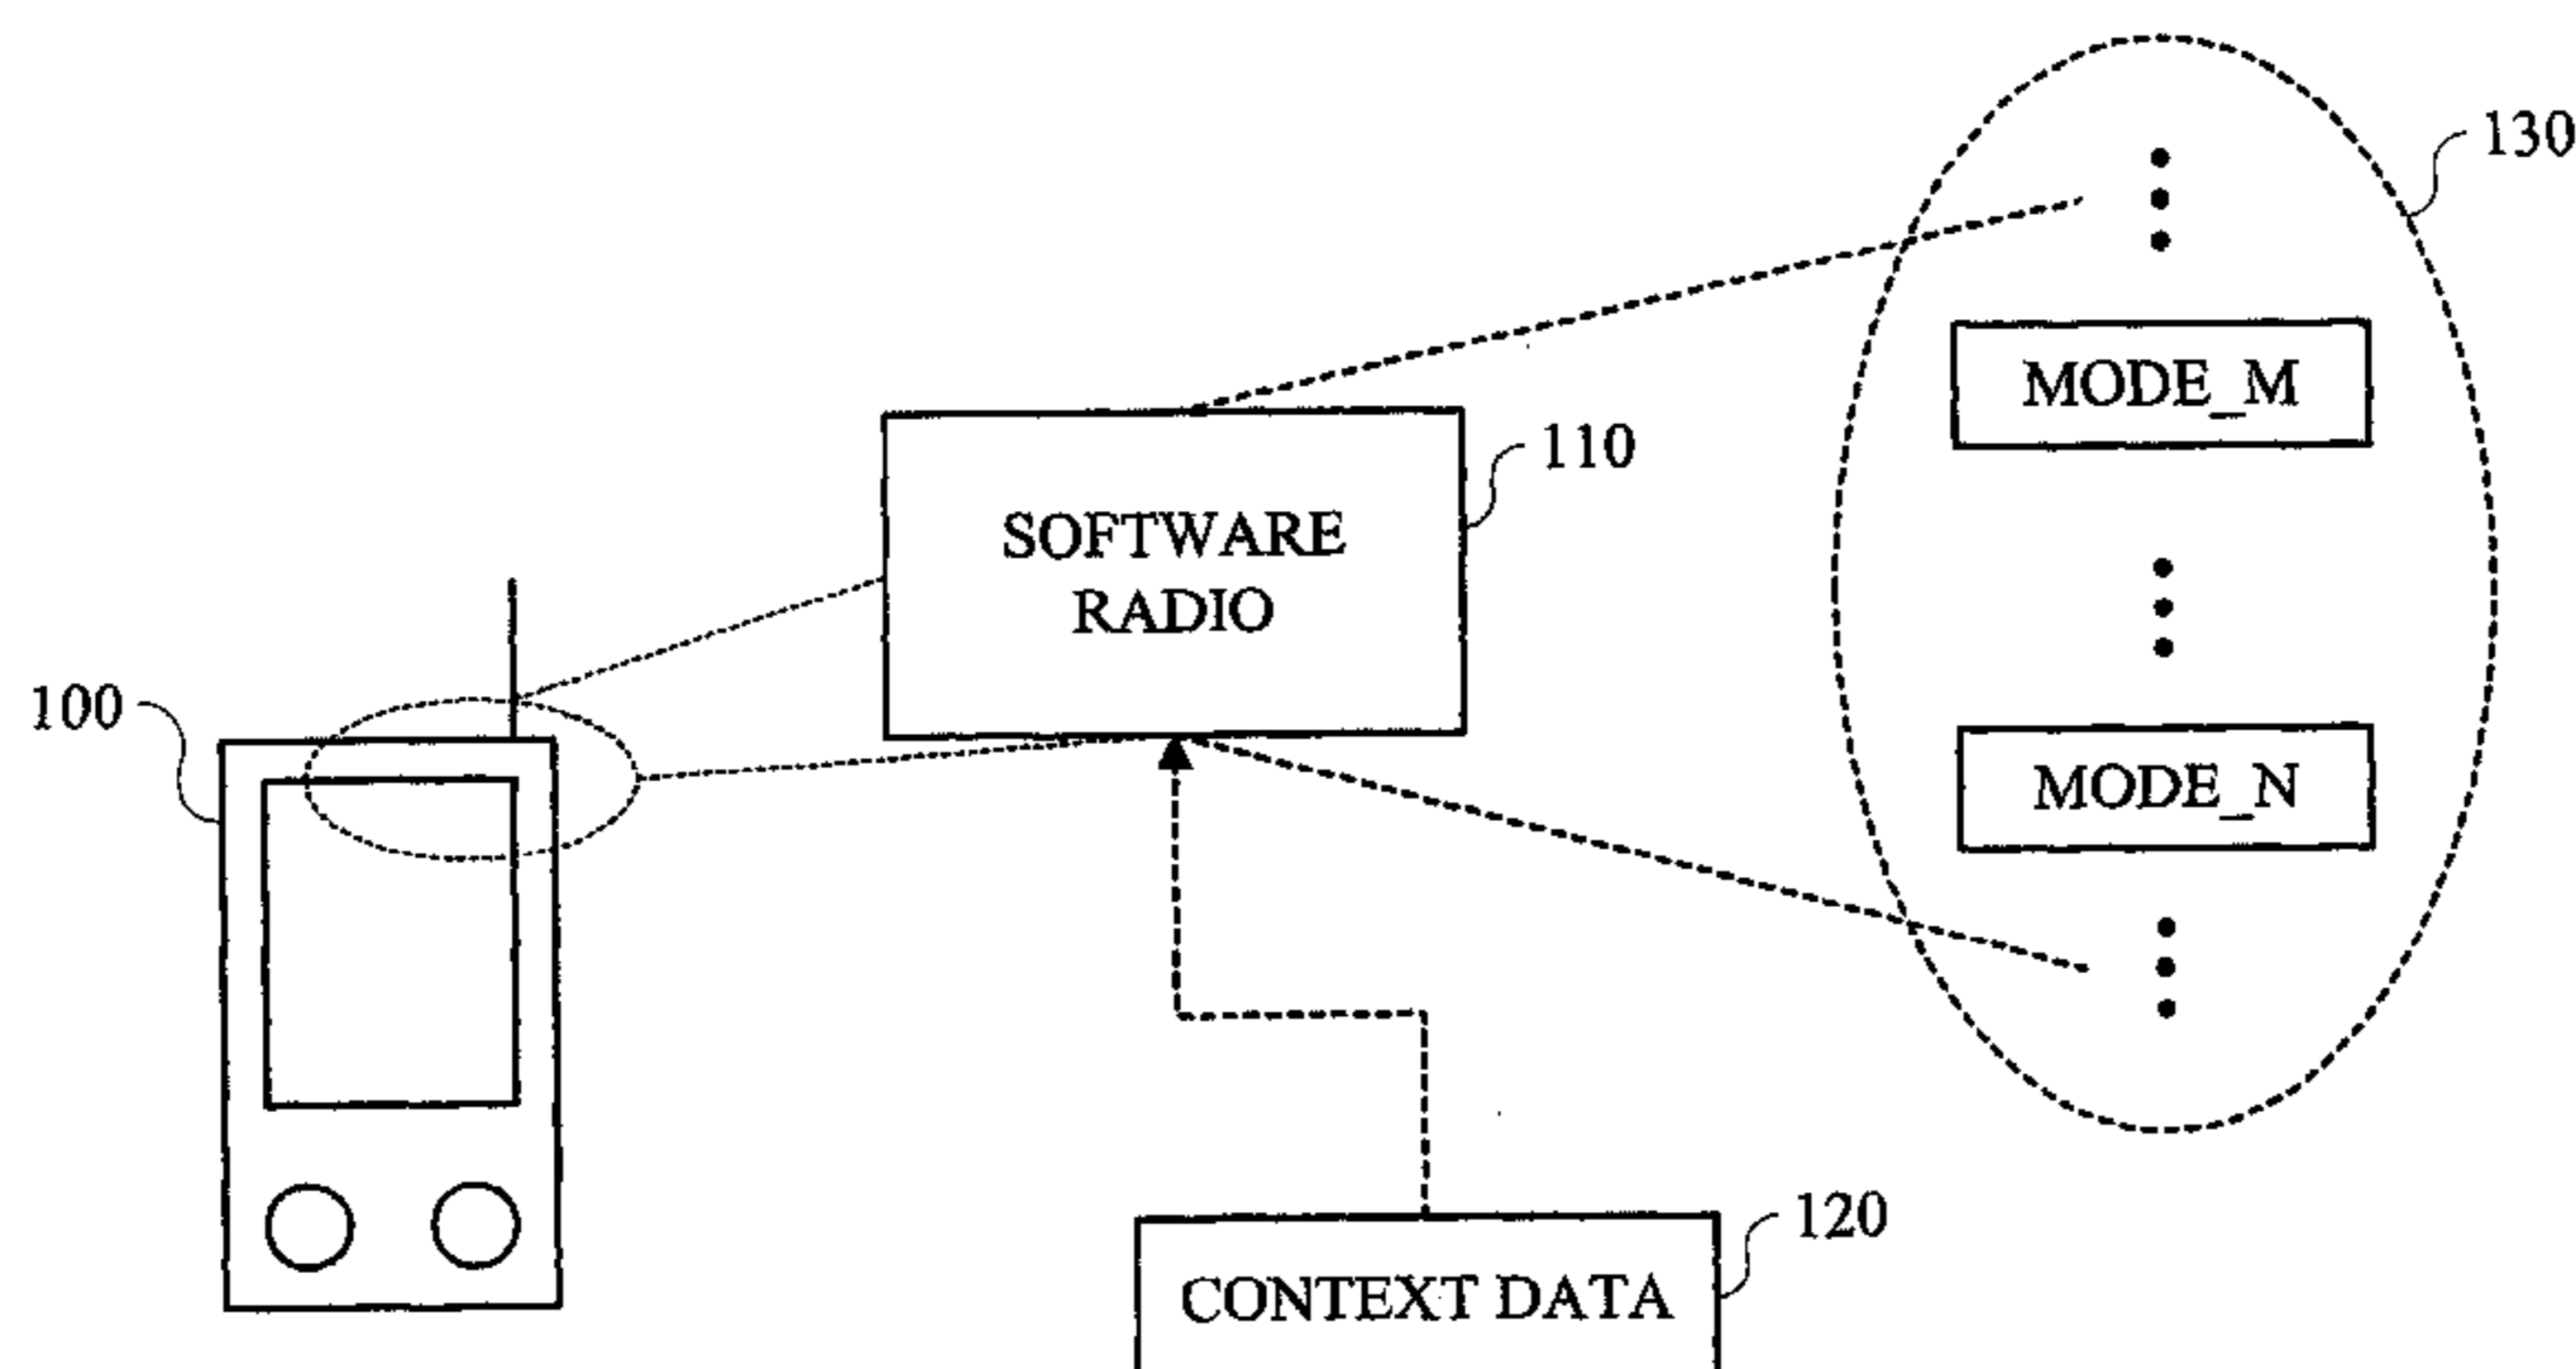 130
MODE_M
110
SOFTWARE
RADIO
100
MODE_N
120
CONTEXT DATA